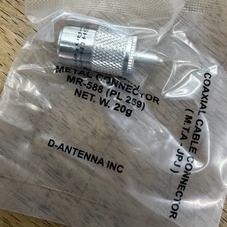 METAL CONNECTOR
MR-588 (PL 259)
NET. W. 20g
D-ANTENNA INC
COAXIAL CABLE CONNECTOR
( M.T.A - JPJ )